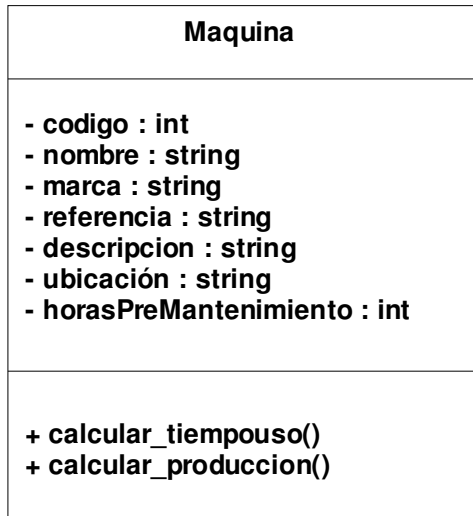 Maquina
- codigo : int
- nombre : string
- marca : string
- referencia : string
- descripcion : string
- ubicación : string
- horasPreMantenimiento : int
+ calcular_tiempouso()
+ calcular_produccion()